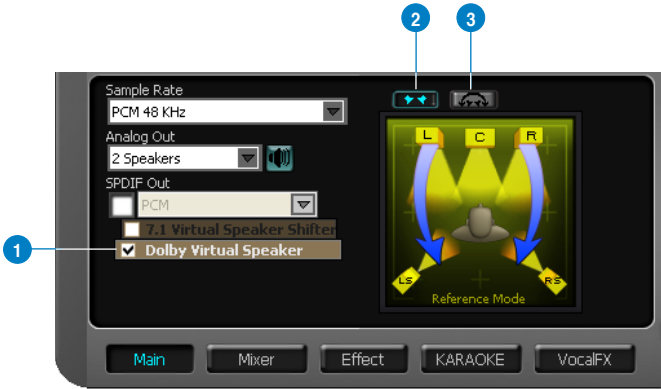 2 3
Sample Rate
PCM 48 KHz
Analog Out
2 Speakers
SPDIF Out
PCM
7.1 Virtual Speaker Shifter
1
Dolby Virtual Speaker
L C R
LS RS
Reference Mode
Main Mixer Effect KARAOKE VocalFX